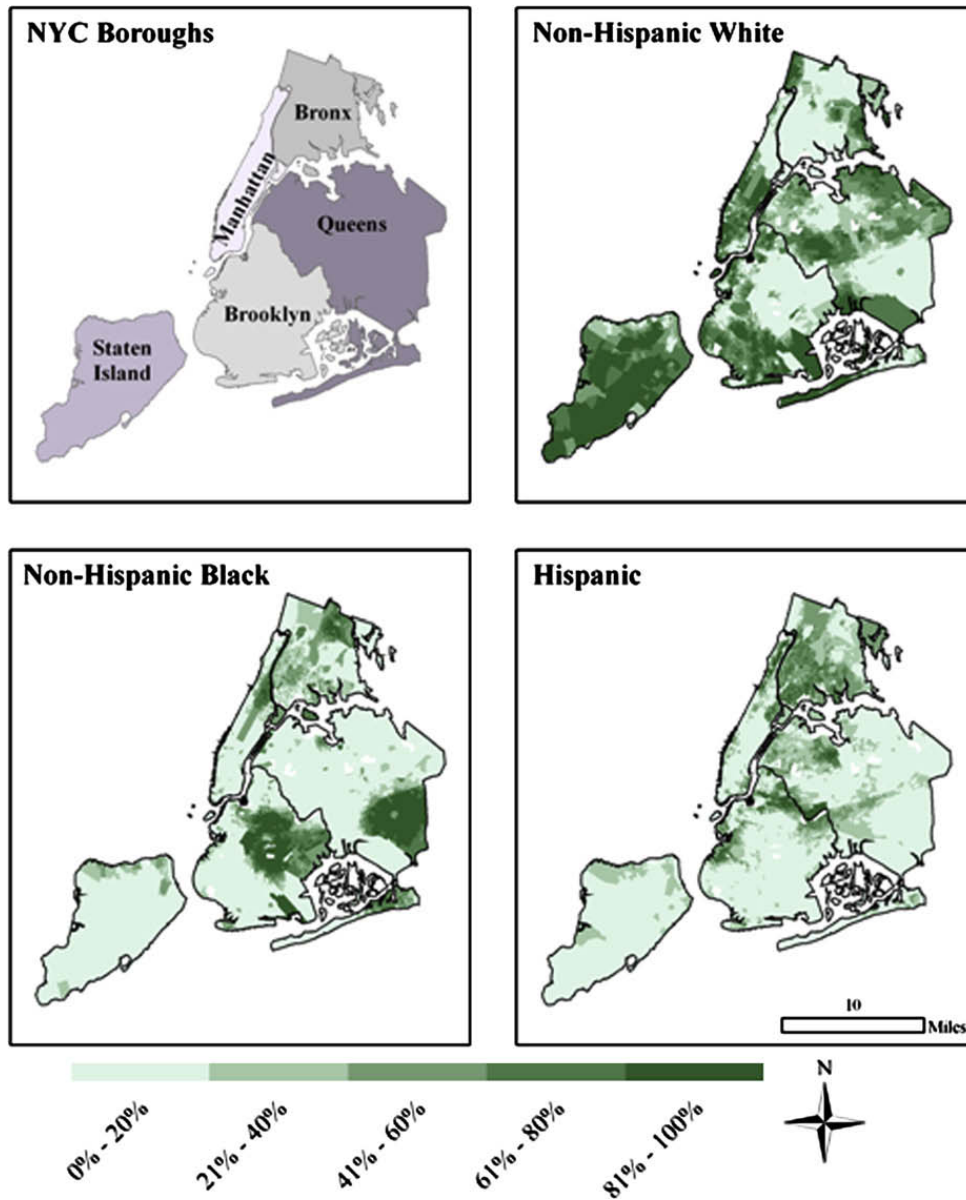 NYC Boroughs
Bronx
Manhattan
Queens
Brooklyn
Staten
Island
Non-Hispanic White
Non-Hispanic Black
Hispanic
10
Miles
0% - 20%
21% - 40%
41% - 60%
61% - 80%
81% - 100%
N